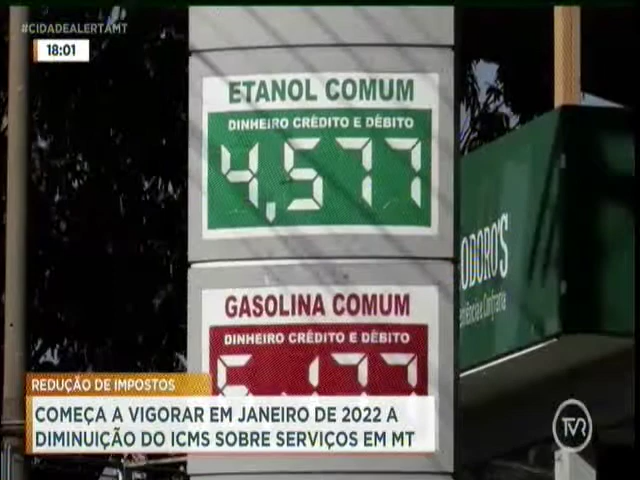 #CIDADEALERTAMT
18:01
ETANOL COMUM
DINHEIRO CRÉDITO E DÉBITO
4,577
ODORO'S
GASOLINA COMUM
DINHEIRO CRÉDITO E DÉBITO
REDUÇÃO DE IMPOSTOS
COMEÇA A VIGORAR EM JANEIRO DE 2022 A
DIMINUIÇÃO DO ICMS SOBRE SERVIÇOS EM MT
TVR